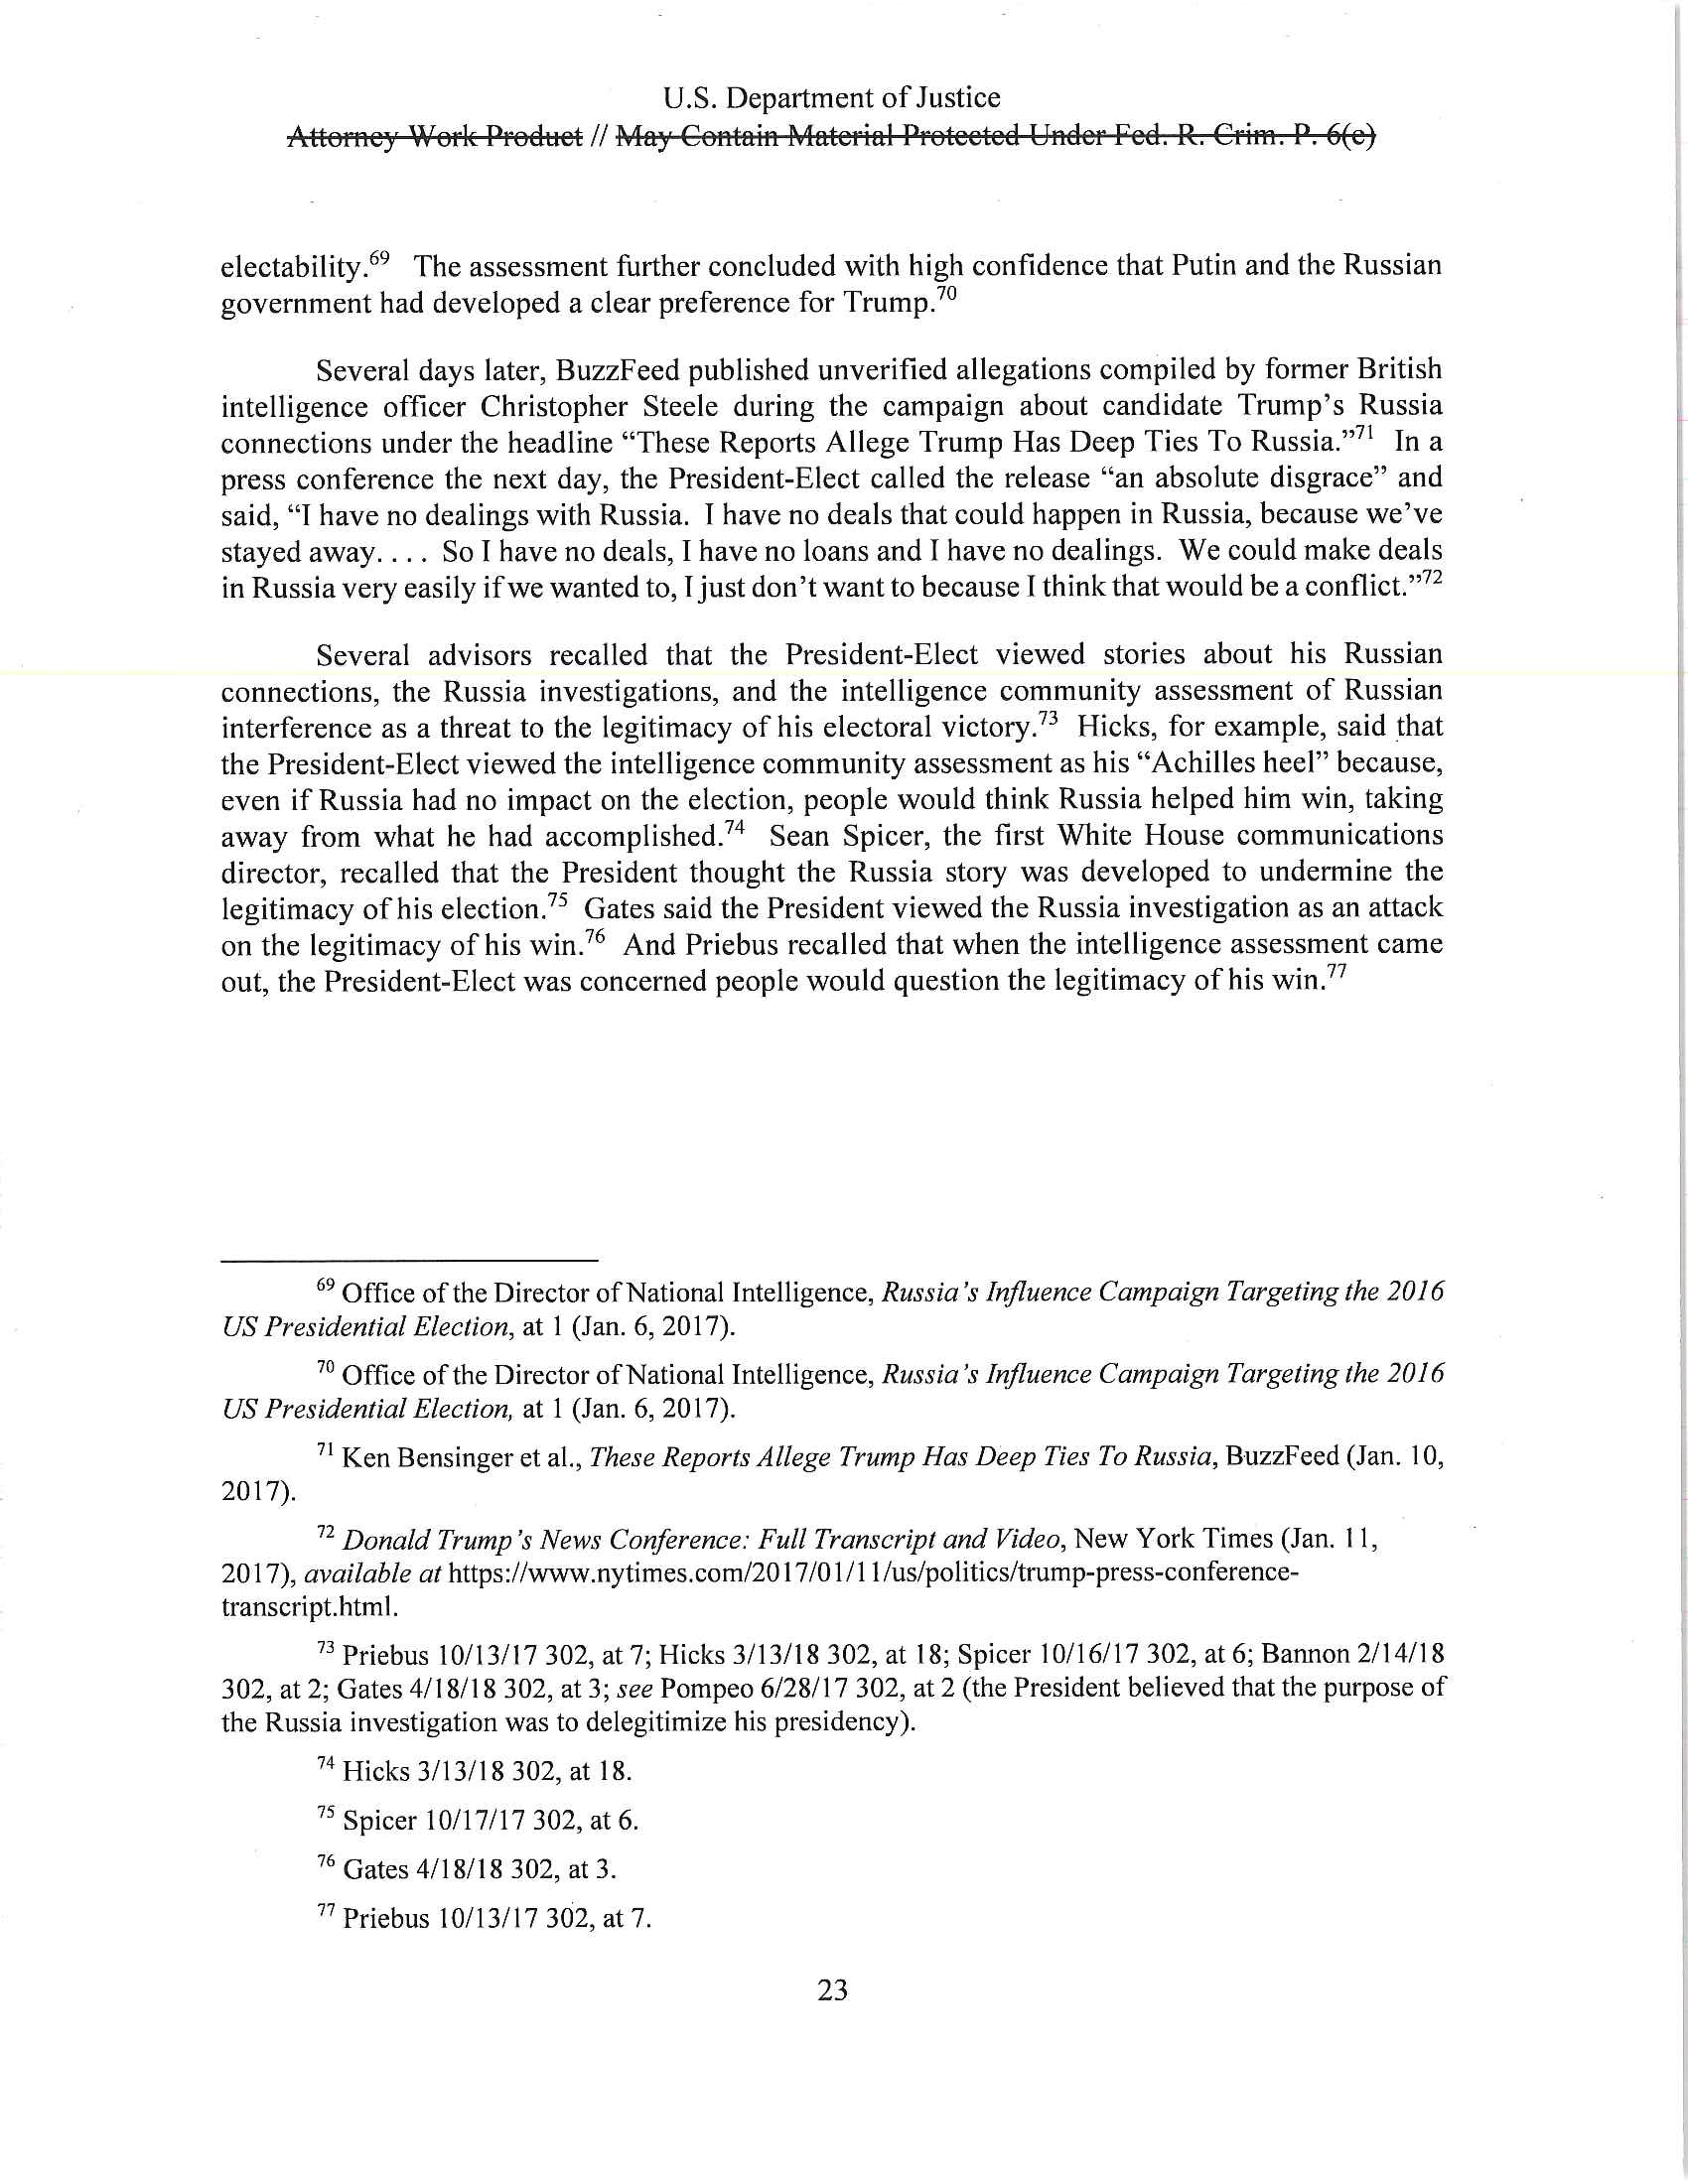 U.S. Department of Justice
Attorney Work Product // May Contain Material Protected Under Fed. R. Crim. P. 6(e)
electability.69 The assessment further concluded with high confidence that Putin and the Russian
government had developed a clear preference for Trump.70
Several days later, BuzzFeed published unverified allegations compiled by former British
intelligence officer Christopher Steele during the campaign about candidate Trump's Russia
connections under the headline “These Reports Allege Trump Has Deep Ties To Russia.”71 In a
press conference the next day, the President-Elect called the release “an absolute disgrace” and
said, “I have no dealings with Russia. I have no deals that could happen in Russia, because we've
stayed away. . . . So I have no deals, I have no loans and I have no dealings. We could make deals
in Russia very easily if we wanted to, I just don't want to because I think that would be a conflict.”72
Several advisors recalled that the President-Elect viewed stories about his Russian
connections, the Russia investigations, and the intelligence community assessment of Russian
interference as a threat to the legitimacy of his electoral victory.73 Hicks, for example, said that
the President-Elect viewed the intelligence community assessment as his “Achilles heel” because,
even if Russia had no impact on the election, people would think Russia helped him win, taking
away from what he had accomplished.74 Sean Spicer, the first White House communications
director, recalled that the President thought the Russia story was developed to undermine the
legitimacy of his election.75 Gates said the President viewed the Russia investigation as an attack
on the legitimacy of his win.76 And Priebus recalled that when the intelligence assessment came
out, the President-Elect was concerned people would question the legitimacy of his win.77
69 Office of the Director of National Intelligence, Russia's Influence Campaign Targeting the 2016
US Presidential Election, at 1 (Jan. 6, 2017).
70 Office of the Director of National Intelligence, Russia's Influence Campaign Targeting the 2016
US Presidential Election, at 1 (Jan. 6, 2017).
71 Ken Bensinger et al., These Reports Allege Trump Has Deep Ties To Russia, BuzzFeed (Jan. 10,
2017).
72 Donald Trump's News Conference: Full Transcript and Video, New York Times (Jan. 11,
2017), available at https://www.nytimes.com/2017/01/11/us/politics/trump-press-conference-
transcript.html.
73 Priebus 10/13/17 302, at 7; Hicks 3/13/18 302, at 18; Spicer 10/16/17 302, at 6; Bannon 2/14/18
302, at 2; Gates 4/18/18 302, at 3; see Pompeo 6/28/17 302, at 2 (the President believed that the purpose of
the Russia investigation was to delegitimize his presidency).
74 Hicks 3/13/18 302, at 18.
75 Spicer 10/17/17 302, at 6.
76 Gates 4/18/18 302, at 3.
77 Priebus 10/13/17 302, at 7.
23